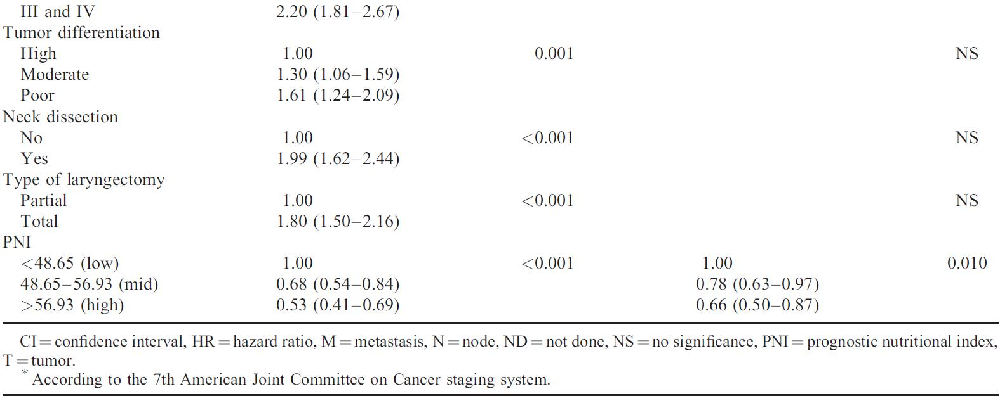 III and IV 2.20 (1.81–2.67)
Tumor differentiation
High 1.00 0.001 NS
Moderate 1.30 (1.06–1.59)
Poor 1.61 (1.24–2.09)
Neck dissection
No 1.00 <0.001 NS
Yes 1.99 (1.62–2.44)
Type of laryngectomy
Partial 1.00 <0.001 NS
Total 1.80 (1.50–2.16)
PNI
<48.65 (low) 1.00 <0.001 1.00 0.010
48.65–56.93 (mid) 0.68 (0.54–0.84) 0.78 (0.63–0.97)
>56.93 (high) 0.53 (0.41–0.69) 0.66 (0.50–0.87)
CI = confidence interval, HR = hazard ratio, M = metastasis, N = node, ND = not done, NS = no significance, PNI = prognostic nutritional index,
T = tumor.
* According to the 7th American Joint Committee on Cancer staging system.